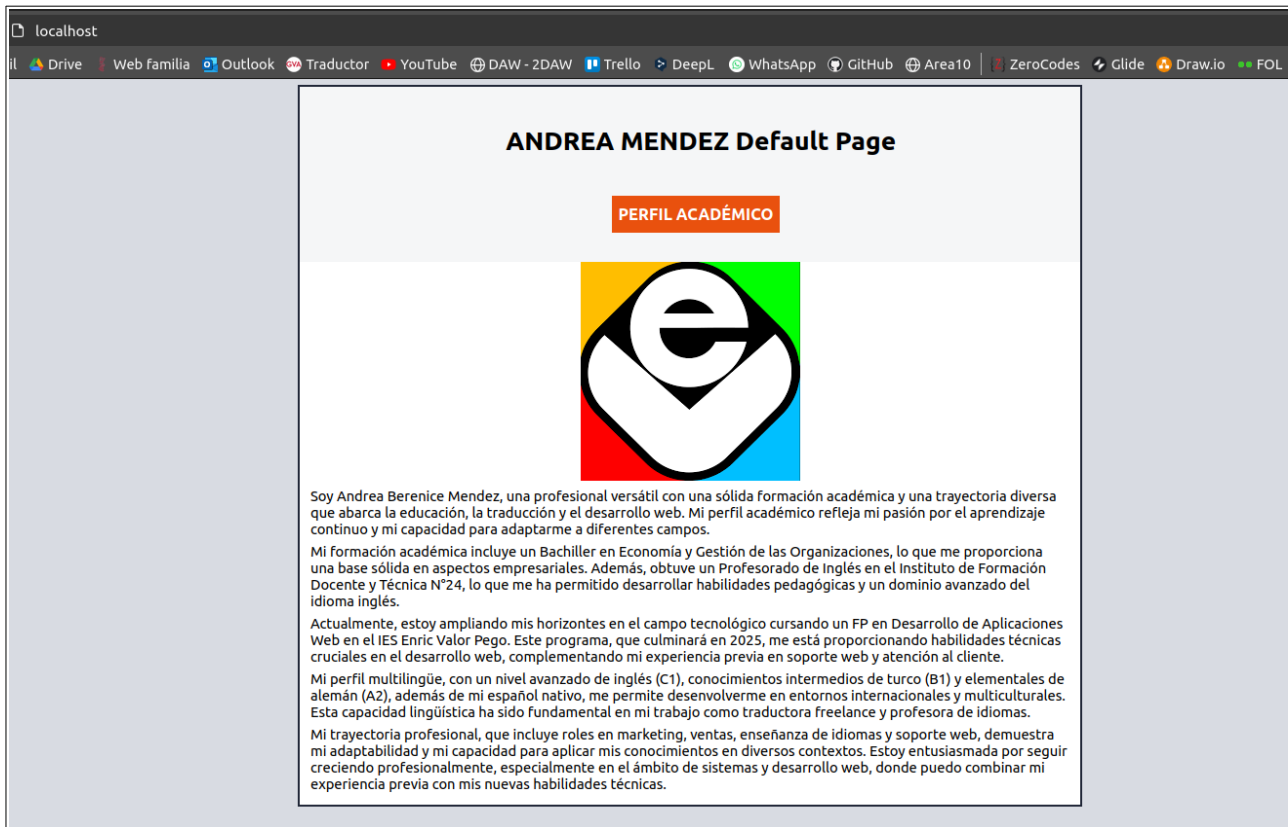 localhost
il Drive Web familia Outlook GVA Traductor YouTube DAW - 2DAW Trello DeepL WhatsApp GitHub Area10 ZeroCodes Glide Draw.io FOL
ANDREA MENDEZ Default Page
PERFIL ACADÉMICO
e
Soy Andrea Berenice Mendez, una profesional versátil con una sólida formación académica y una trayectoria diversa
que abarca la educación, la traducción y el desarrollo web. Mi perfil académico refleja mi pasión por el aprendizaje
continuo y mi capacidad para adaptarme a diferentes campos.
Mi formación académica incluye un Bachiller en Economía y Gestión de las Organizaciones, lo que me proporciona
una base sólida en aspectos empresariales. Además, obtuve un Profesorado de Inglés en el Instituto de Formación
Docente y Técnica N°24, lo que me ha permitido desarrollar habilidades pedagógicas y un dominio avanzado del
idioma inglés.
Actualmente, estoy ampliando mis horizontes en el campo tecnológico cursando un FP en Desarrollo de Aplicaciones
Web en el IES Enric Valor Pego. Este programa, que culminará en 2025, me está proporcionando habilidades técnicas
cruciales en el desarrollo web, complementando mi experiencia previa en soporte web y atención al cliente.
Mi perfil multilingüe, con un nivel avanzado de inglés (C1), conocimientos intermedios de turco (B1) y elementales de
alemán (A2), además de mi español nativo, me permite desenvolverme en entornos internacionales y multiculturales.
Esta capacidad lingüística ha sido fundamental en mi trabajo como traductora freelance y profesora de idiomas.
Mi trayectoria profesional, que incluye roles en marketing, ventas, enseñanza de idiomas y soporte web, demuestra
mi adaptabilidad y mi capacidad para aplicar mis conocimientos en diversos contextos. Estoy entusiasmada por seguir
creciendo profesionalmente, especialmente en el ámbito de sistemas y desarrollo web, donde puedo combinar mi
experiencia previa con mis nuevas habilidades técnicas.